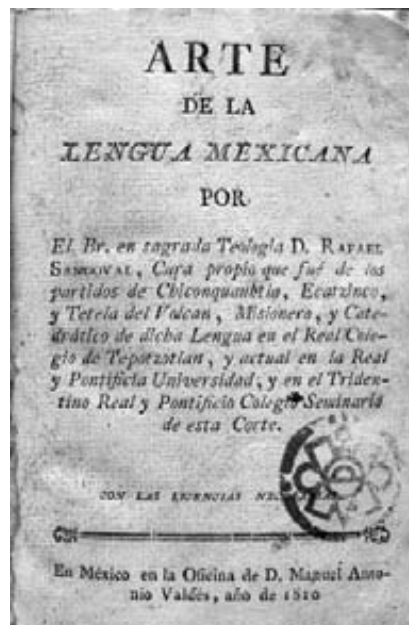 ARTE
DE LA
LENGUA MEXICANA
POR
El Br. en sagrada Teologia D. RAFAEL
SANDOVAL, Cura propio que fué de los
partidos de Chiconquauhtla, Ecatzinco,
y Tetela del Volcan, Misionero, y Cate-
drático de dicha Lengua en el Real Cole-
gio de Tepotzotlan, y actual en la Real
y Pontificia Universidad, y en el Triden-
tino Real y Pontificio Colegio Seminario
de esta Corte.
CON LAS LICENCIAS
En México en la Oficina de D. Manuel Anto-
nio Valdés, año de 1810